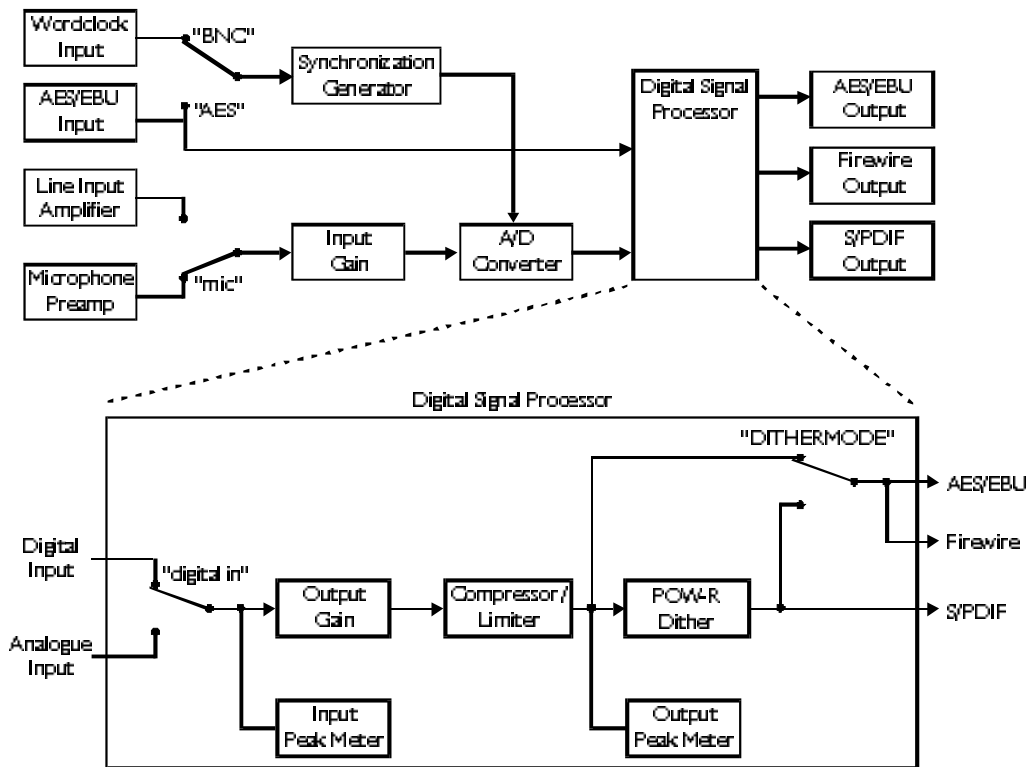 Wordclock
Input
"BNC"
Synchronization
Generator
Digital Signal
Processor
AES/EBU
Output
AES/EBU
Input
"AES"
Firewire
Output
Line Input
Amplifier
Input
Gain
A/D
Converter
S/PDIF
Output
Microphone
Preamp
"mic"
Digital Signal Processor
"DITHERMODE"
AES/EBU
Firewire
Digital
Input
"digital in"
Output
Gain
Compressor/
Limiter
POW-R
Dither
S/PDIF
Analogue
Input
Input
Peak Meter
Output
Peak Meter